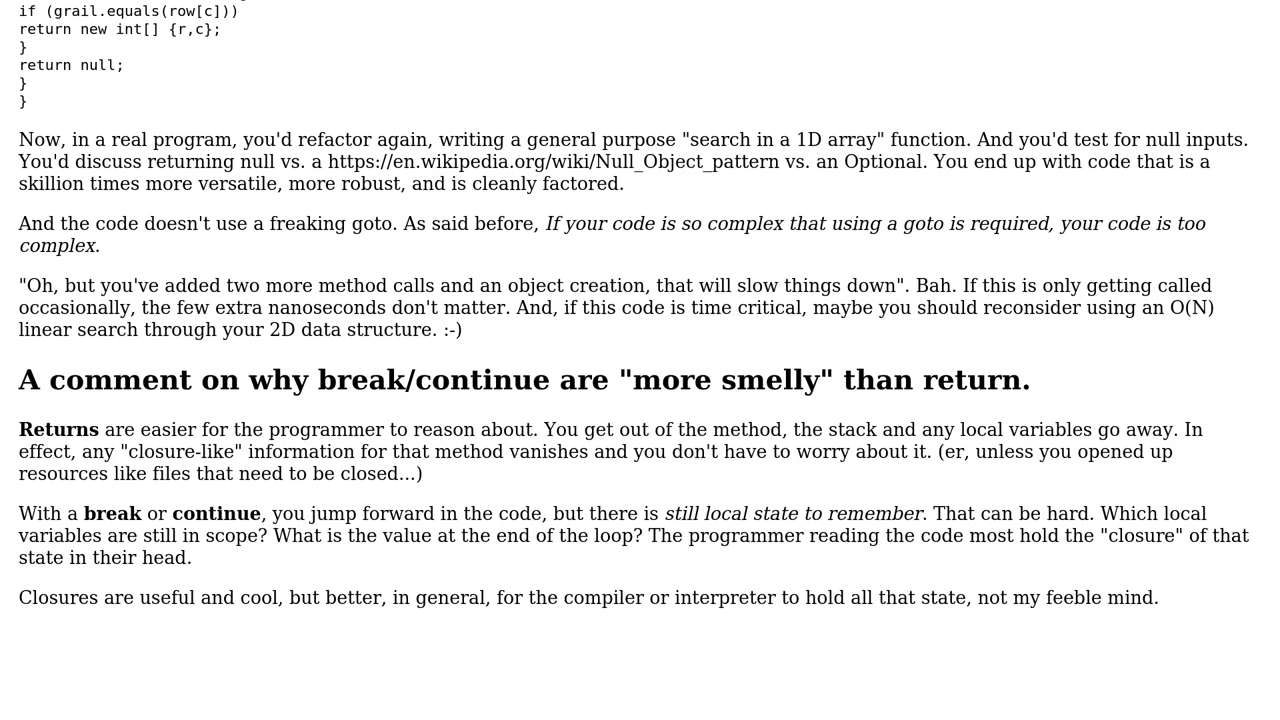 if (grail.equals(row[c]))
return new int[] {r,c};
}
return null;
}
}
Now, in a real program, you'd refactor again, writing a general purpose "search in a 1D array" function. And you'd test for null inputs.
You'd discuss returning null vs. a https://en.wikipedia.org/wiki/Null_Object_pattern vs. an Optional. You end up with code that is a
skillion times more versatile, more robust, and is cleanly factored.
And the code doesn't use a freaking goto. As said before, If your code is so complex that using a goto is required, your code is too
complex.
"Oh, but you've added two more method calls and an object creation, that will slow things down". Bah. If this is only getting called
occasionally, the few extra nanoseconds don't matter. And, if this code is time critical, maybe you should reconsider using an O(N)
linear search through your 2D data structure. :-)
A comment on why break/continue are "more smelly" than return.
Returns are easier for the programmer to reason about. You get out of the method, the stack and any local variables go away. In
effect, any "closure-like" information for that method vanishes and you don't have to worry about it. (er, unless you opened up
resources like files that need to be closed...)
With a break or continue, you jump forward in the code, but there is still local state to remember. That can be hard. Which local
variables are still in scope? What is the value at the end of the loop? The programmer reading the code most hold the "closure" of that
state in their head.
Closures are useful and cool, but better, in general, for the compiler or interpreter to hold all that state, not my feeble mind.